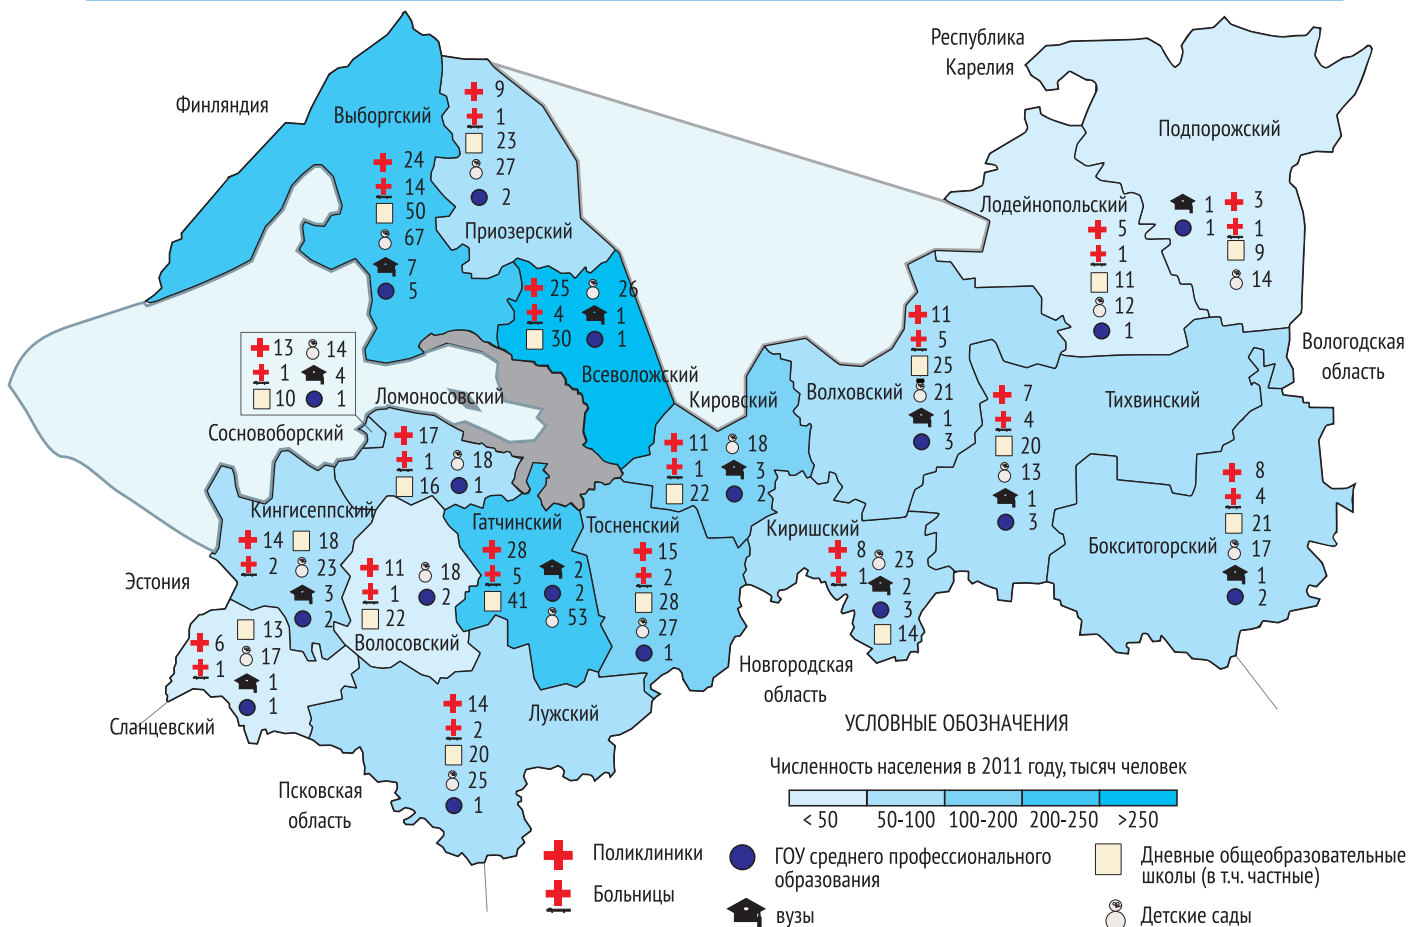 Республика
Карелия
Финляндия
Выборгский
24
14
50
67
7
5
9
1
23
27
2
Приозерский
Подпорожский
1
1
3
1
9
14
Лодейнопольский
5
1
11
12
1
25
4
30
26
1
1
Всеволожский
13
1
10
14
4
1
Сосновоборский
Ломоносовский
17
1
16
18
1
Кировский
11
1
22
18
3
2
Волховский
11
5
25
21
1
3
Тихвинский
7
4
20
13
1
3
Вологодская
область
Бокситогорский
8
4
21
17
1
2
Кингисеппский
14
2
18
23
3
2
Эстония
Волосовский
11
1
22
18
2
Гатчинский
28
5
41
2
2
53
Тосненский
15
2
28
27
1
Киришский
8
1
23
2
3
14
Новгородская
область
6
1
13
17
1
1
Сланцевский
Лужский
14
2
20
25
1
Псковская
область
УСЛОВНЫЕ ОБОЗНАЧЕНИЯ
Численность населения в 2011 году, тысяч человек
< 50 50-100 100-200 200-250 >250
Поликлиники
Больницы
ГОУ среднего профессионального
образования
вузы
Дневные общеобразовательные
школы (в т.ч. частные)
Детские сады